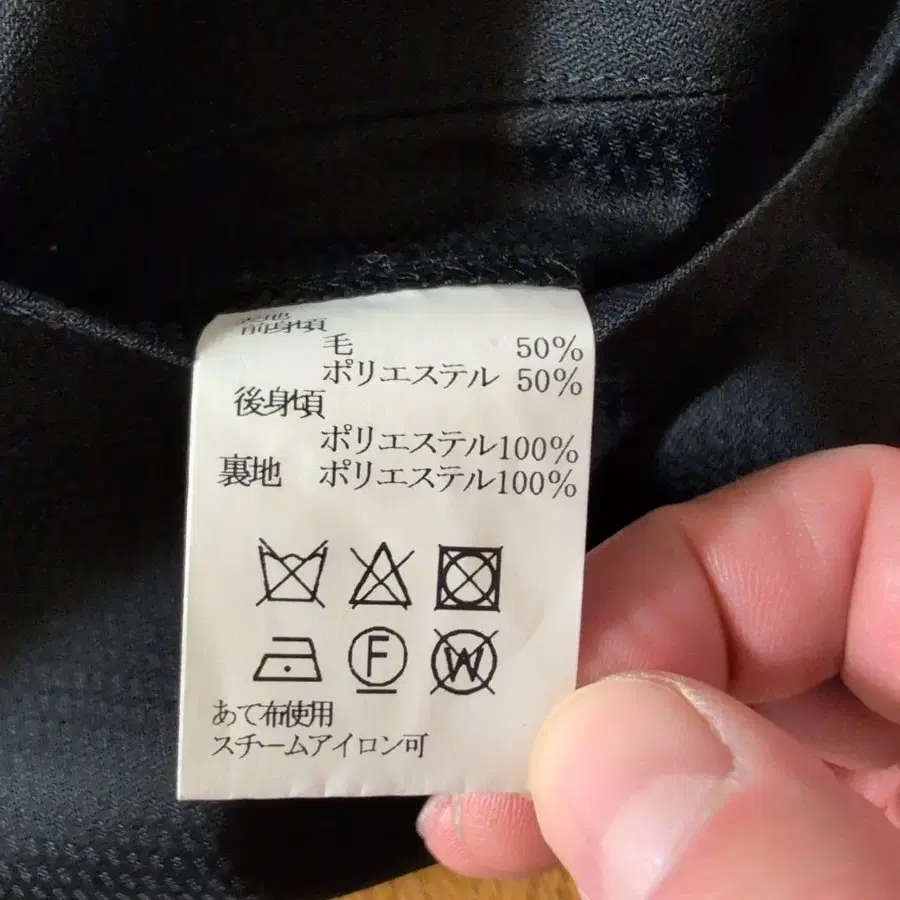 表地
前身頃
毛 50%
ポリエステル 50%
後身頃
ポリエステル100%
裏地 ポリエステル100%
F
W
あて布使用
スチームアイロン可